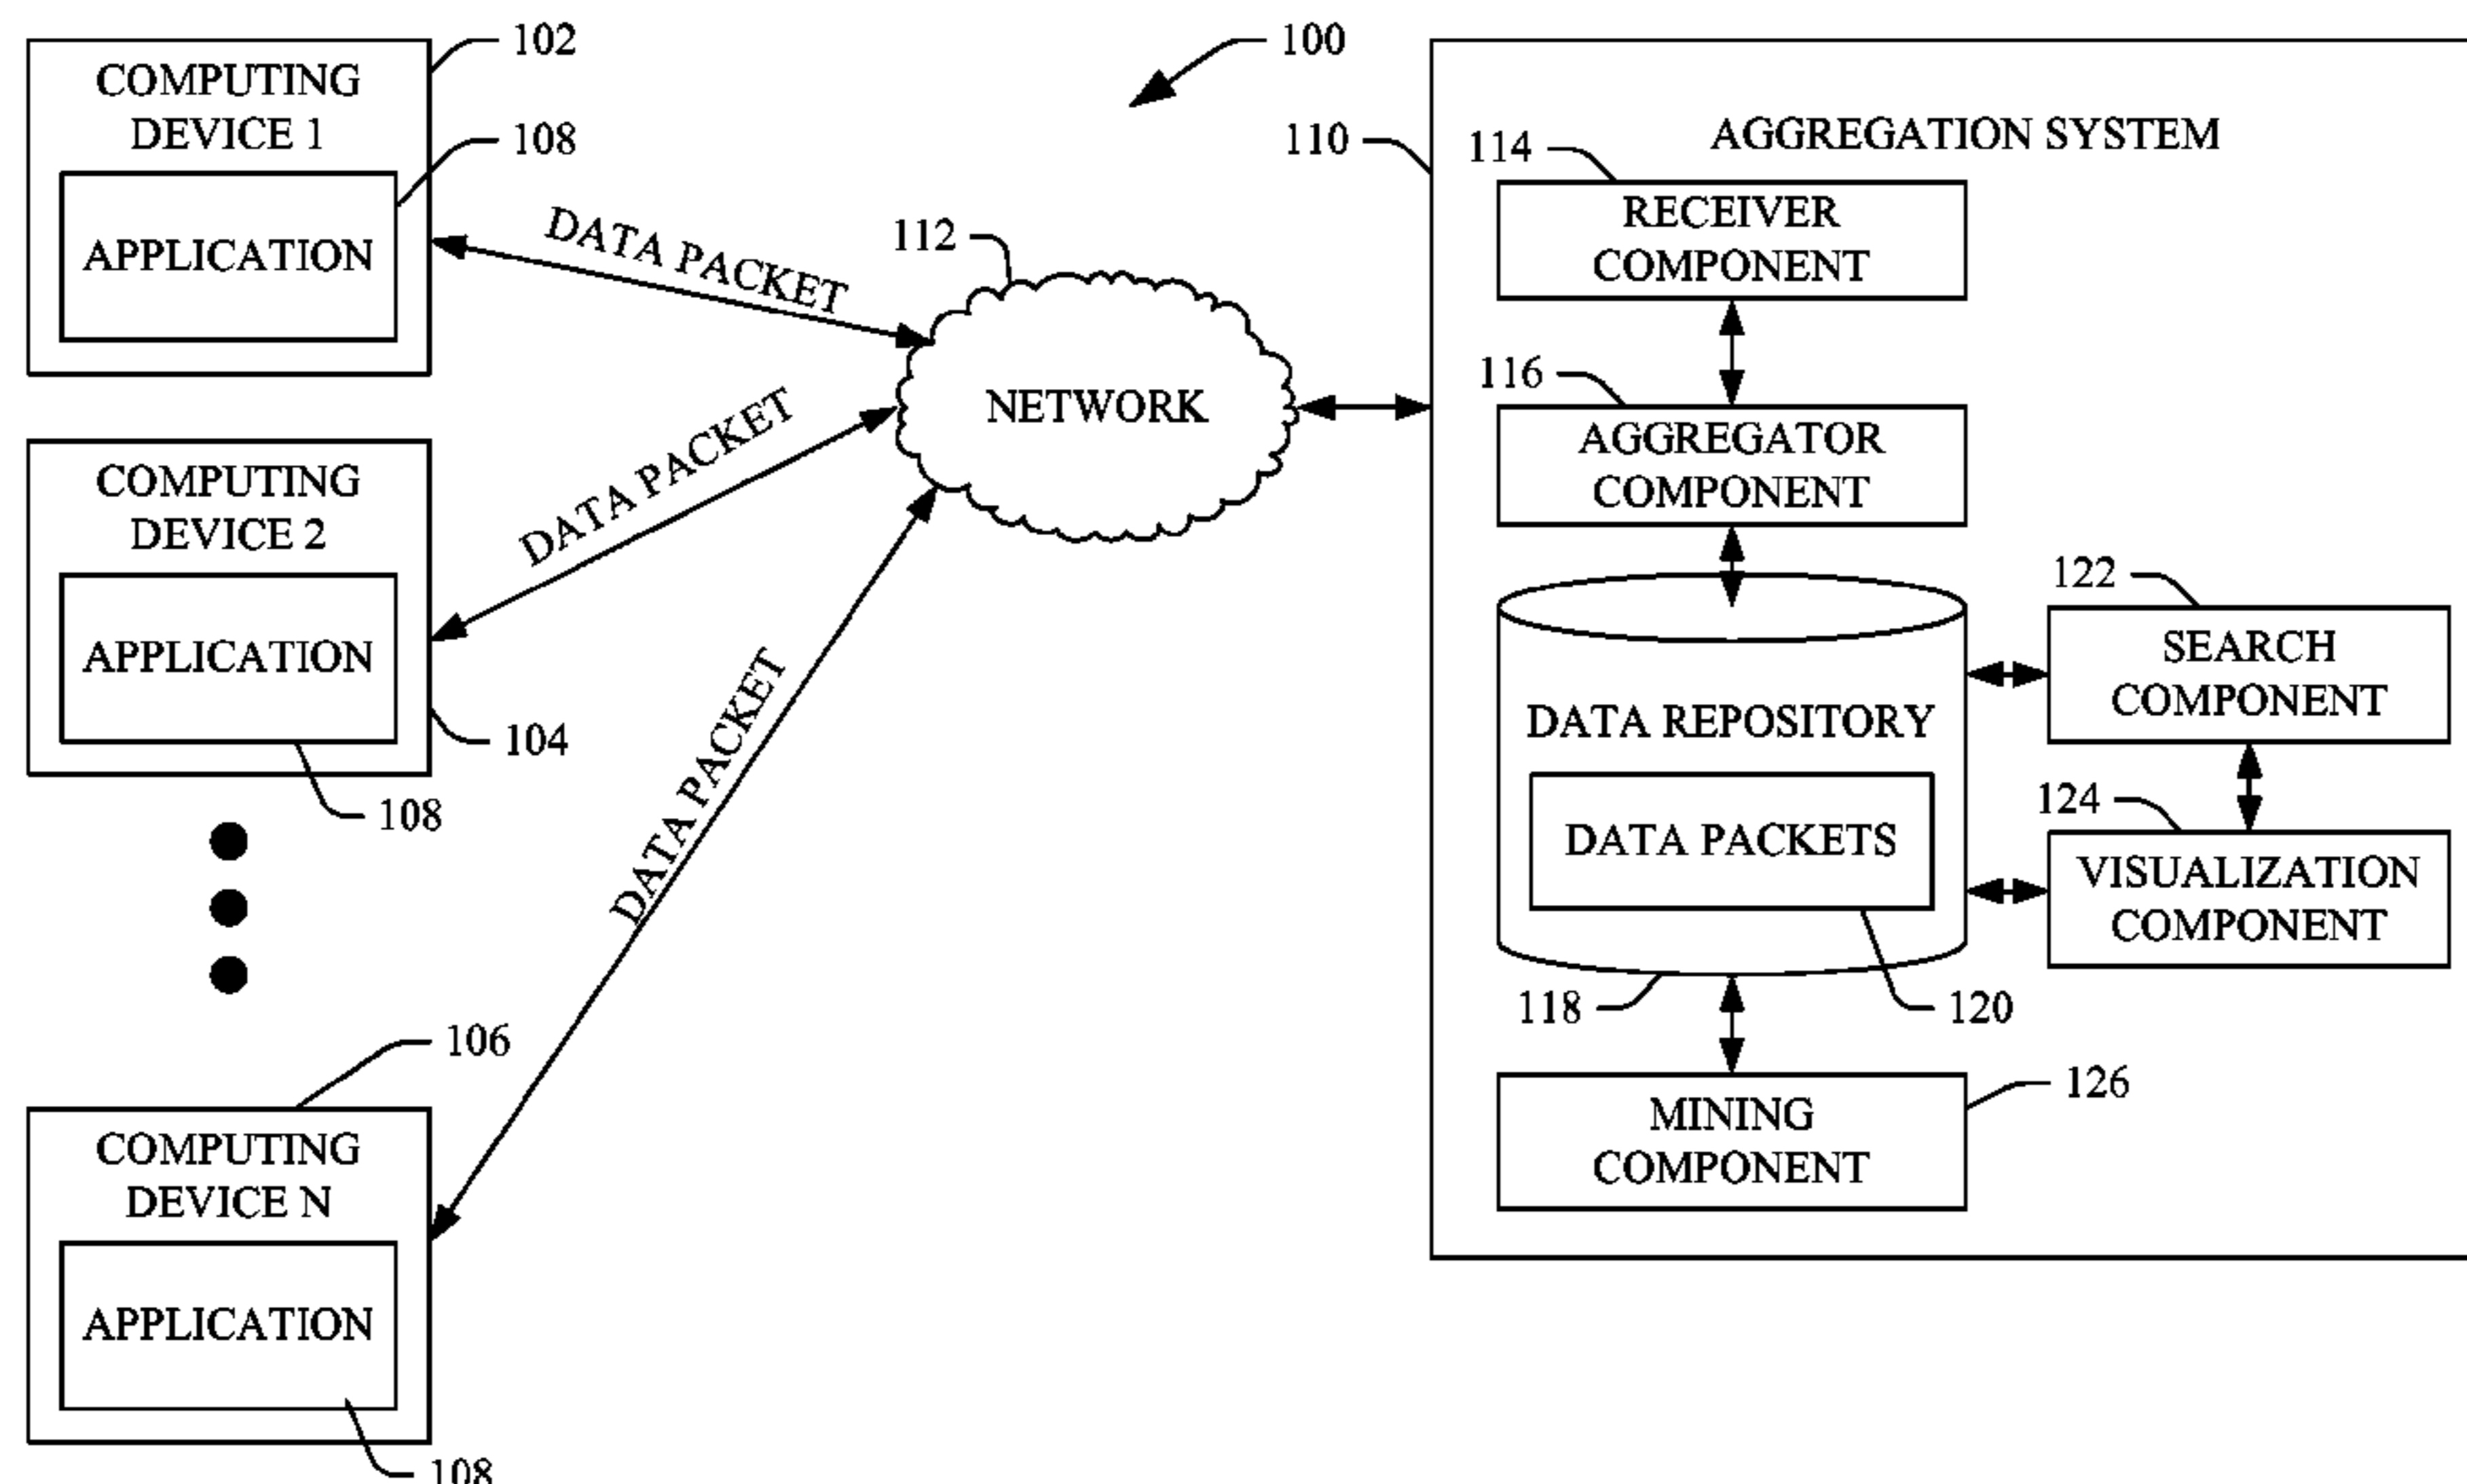 102
COMPUTING
DEVICE 1
108
APPLICATION
DATA PACKET
COMPUTING
DEVICE 2
APPLICATION
104
108
DATA PACKET
106
COMPUTING
DEVICE N
APPLICATION
108
DATA PACKET
100
112
NETWORK
110
AGGREGATION SYSTEM
114
RECEIVER
COMPONENT
116
AGGREGATOR
COMPONENT
DATA REPOSITORY
DATA PACKETS
118
120
122
SEARCH
COMPONENT
124
VISUALIZATION
COMPONENT
MINING
COMPONENT
126